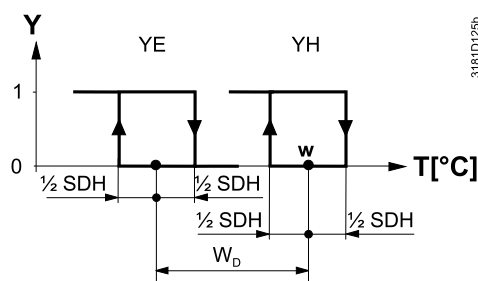 Y
YE
YH
3181D125b
1
w
0
T[°C]
½ SDH
½ SDH
½ SDH
½ SDH
W_D